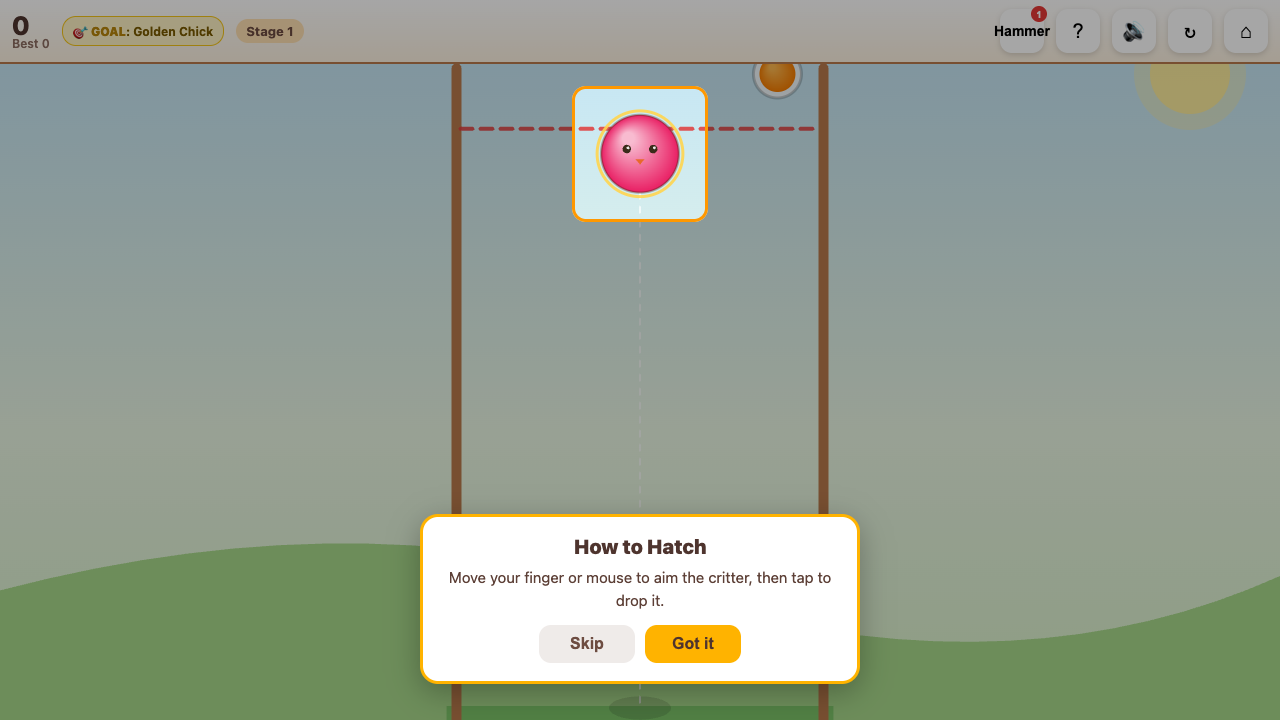 0
Best 0
🎯 GOAL: Golden Chick
Stage 1
Hammer
1
?
How to Hatch
Move your finger or mouse to aim the critter, then tap to
drop it.
Skip
Got it